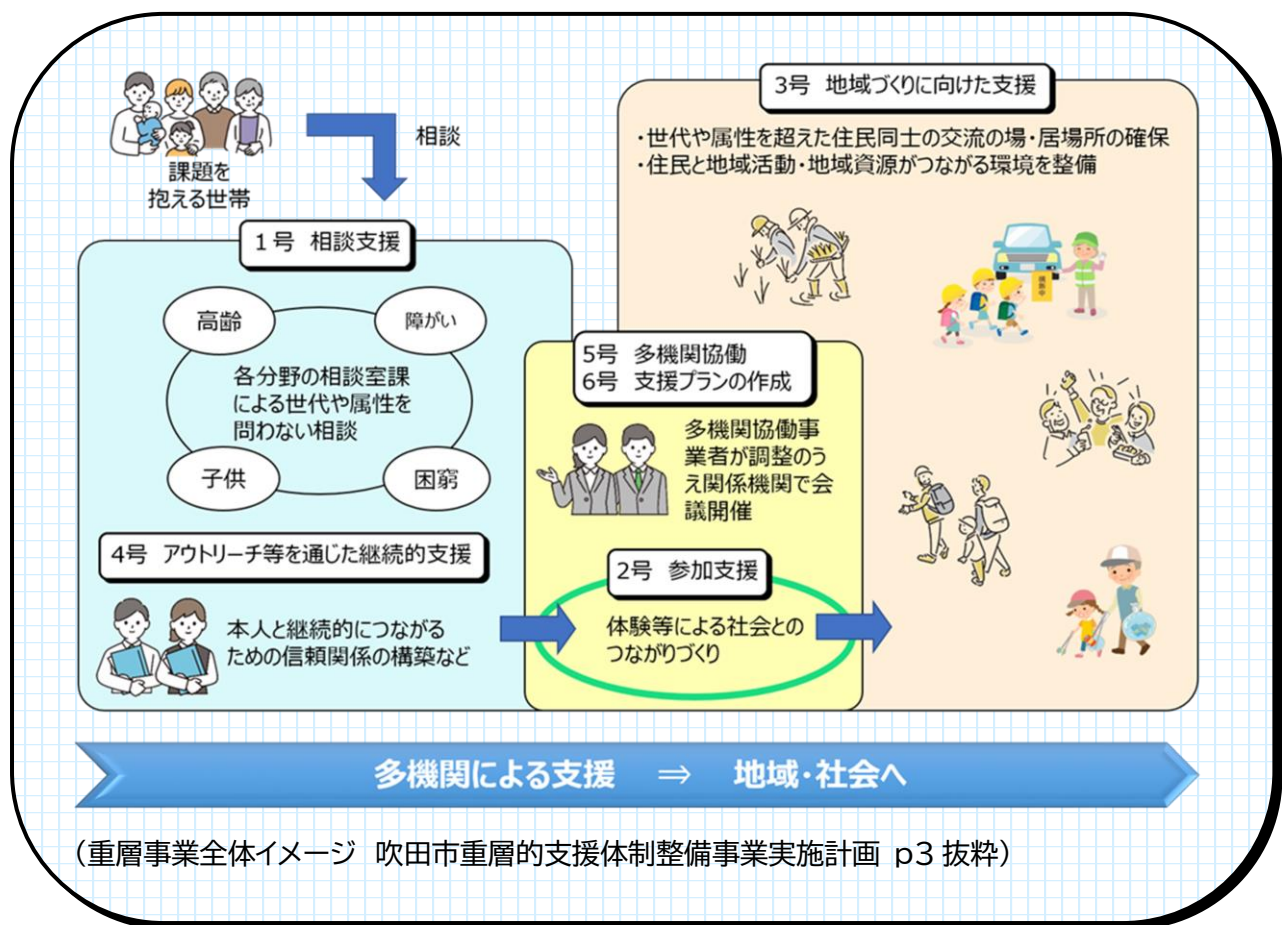 課題を
抱える世帯
相談
1号 相談支援
高齢
障がい
各分野の相談室課
による世代や属性を
問わない相談
子供
困窮
4号 アウトリーチ等を通じた継続的支援
本人と継続的につながる
ための信頼関係の構築など
5号 多機関協働
6号 支援プランの作成
多機関協働事
業者が調整のう
え関係機関で会
議開催
2号 参加支援
体験等による社会との
つながりづくり
3号 地域づくりに向けた支援
・世代や属性を超えた住民同士の交流の場・居場所の確保
・住民と地域活動・地域資源がつながる環境を整備
多機関による支援 ⇒ 地域・社会へ
（重層事業全体イメージ 吹田市重層的支援体制整備事業実施計画 p3 抜粋）